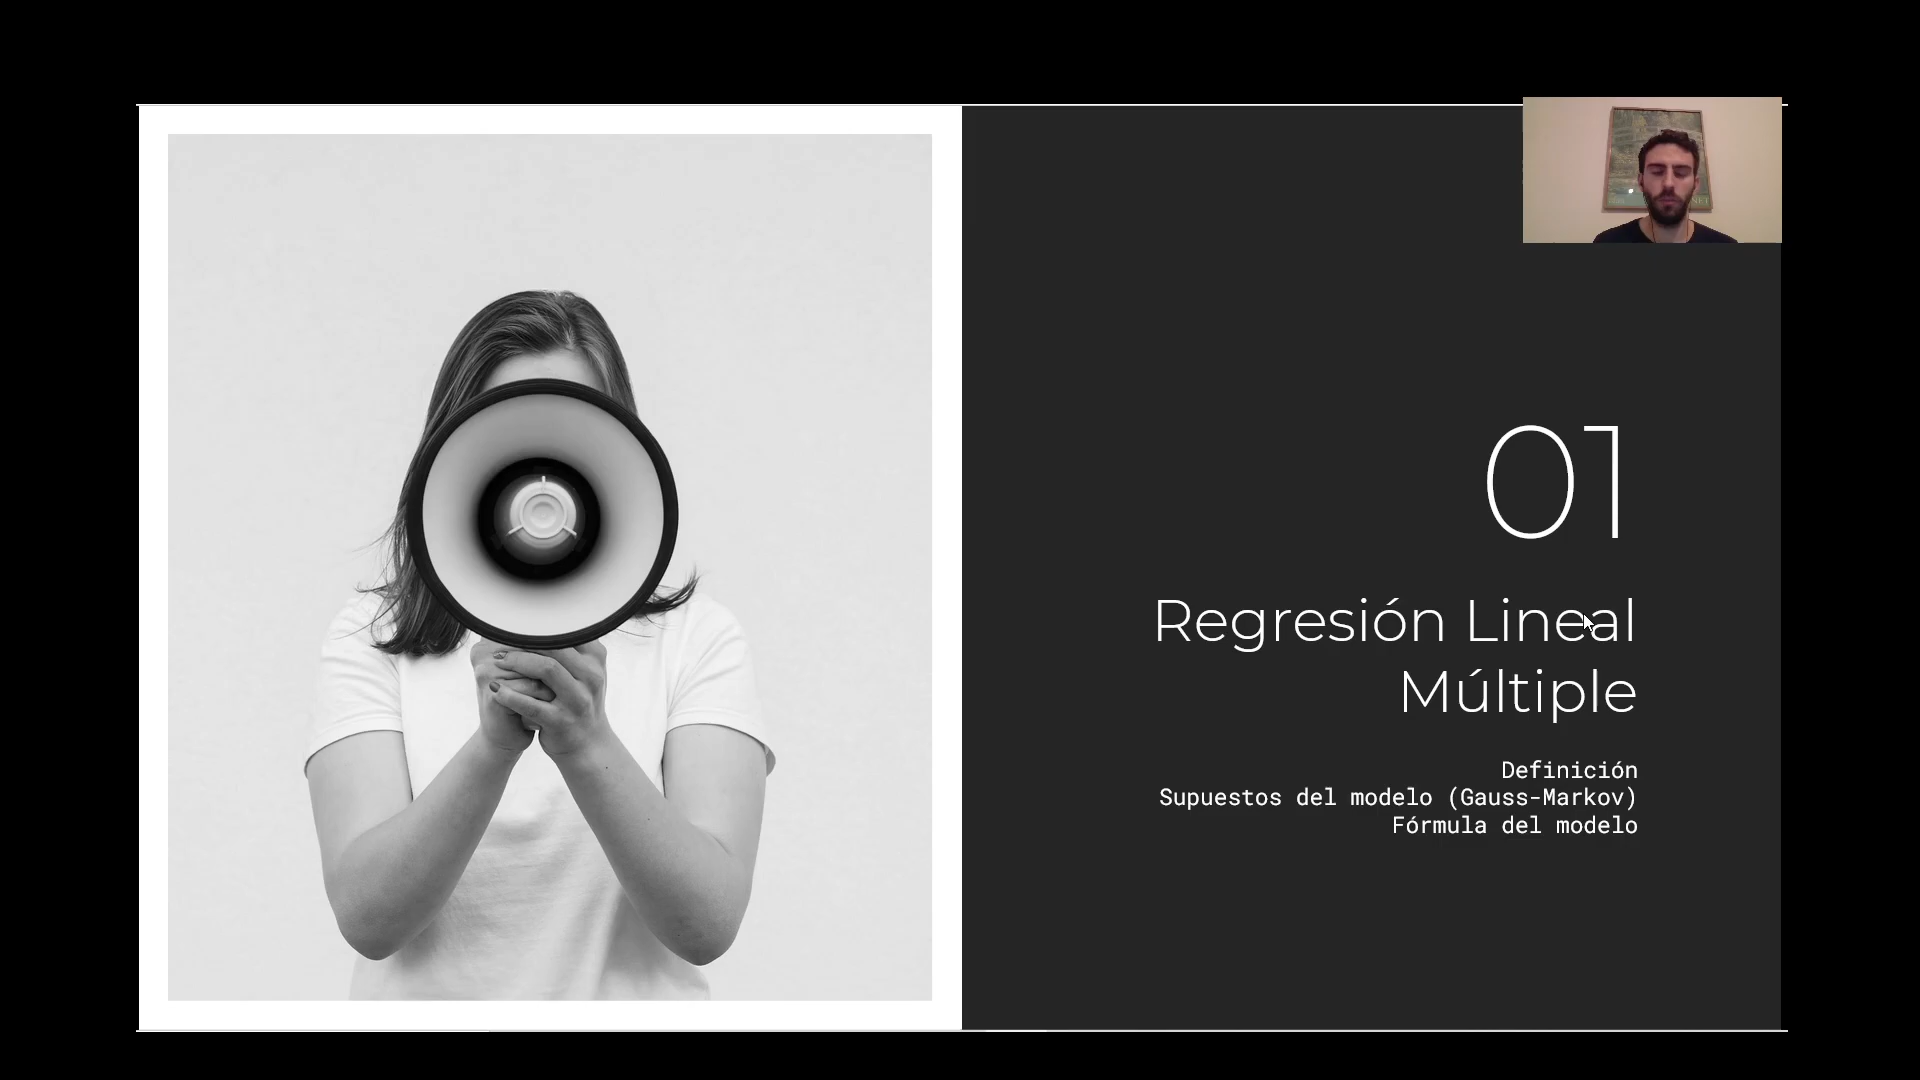 01
Regresión Lineal
Múltiple
Definición
Supuestos del modelo (Gauss-Markov)
Fórmula del modelo